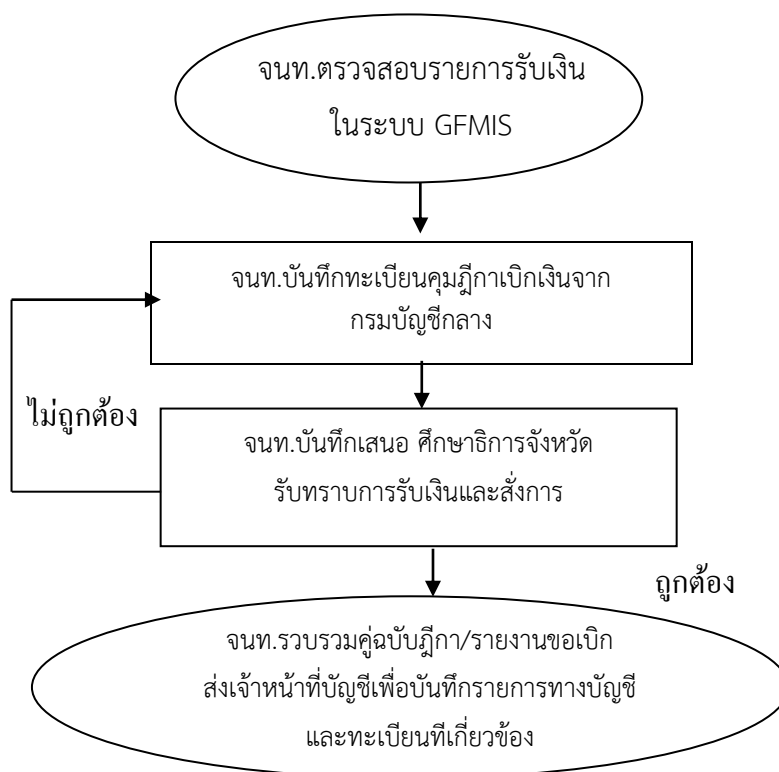 จนท.ตรวจสอบรายการรับเงิน
ในระบบ GFMIS
จนท.บันทึกทะเบียนคุมฎีกาเบิกเงินจาก
กรมบัญชีกลาง
ไม่ถูกต้อง
จนท.บันทึกเสนอ ศึกษาธิการจังหวัด
รับทราบการรับเงินและสั่งการ
ถูกต้อง
จนท.รวบรวมคู่ฉบับฎีกา/รายงานขอเบิก
ส่งเจ้าหน้าที่บัญชีเพื่อบันทึกรายการทางบัญชี
และทะเบียนทีเกี่ยวข้อง